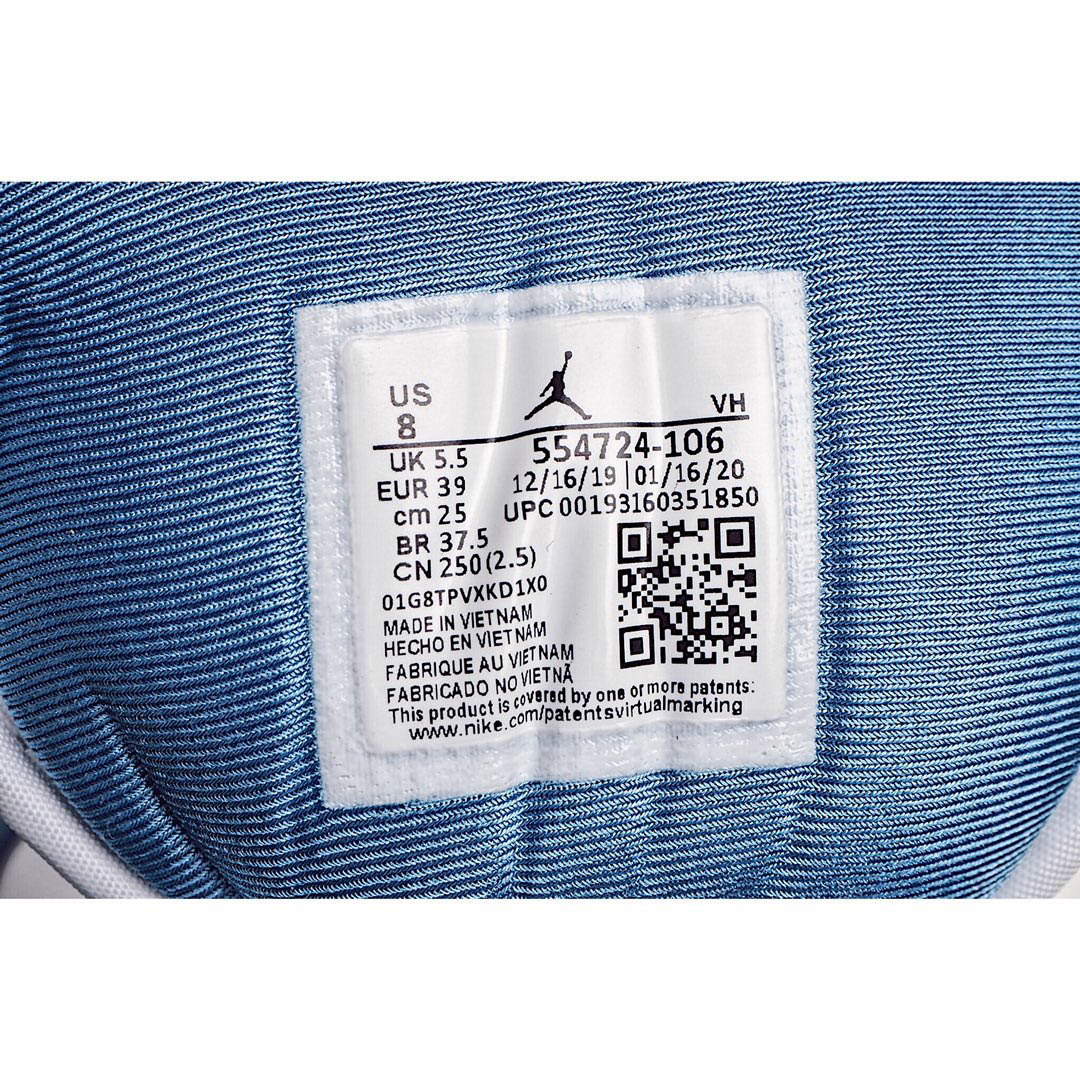 US VH
8
UK 5.5 554724-106
EUR 39 12/16/19 | 01/16/20
cm 25 UPC 00193160351850
BR 37.5
CN 250 (2.5)
01G8TPVXKD1X0
MADE IN VIETNAM
HECHO EN VIETNAM
FABRIQUE AU VIETNAM
FABRICADO NO VIETNÃ
This product is covered by one or more patents:
www.nike.com/patentsvirtualmarking